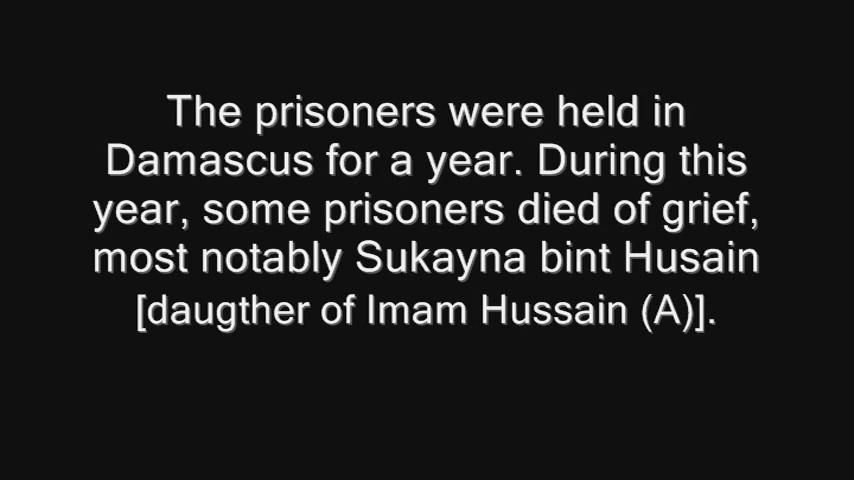 The prisoners were held in
Damascus for a year. During this
year, some prisoners died of grief,
most notably Sukayna bint Husain
[daugther of Imam Hussain (A)].